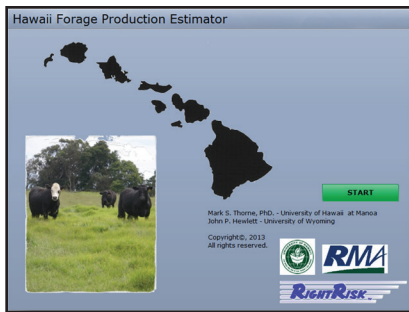 Hawaii Forage Production Estimator
START
Mark S. Thorne, PhD. - University of Hawaii at Manoa
John P. Hewlett - University of Wyoming
Copyright©, 2013
All rights reserved.
RMA
RIGHTRISK